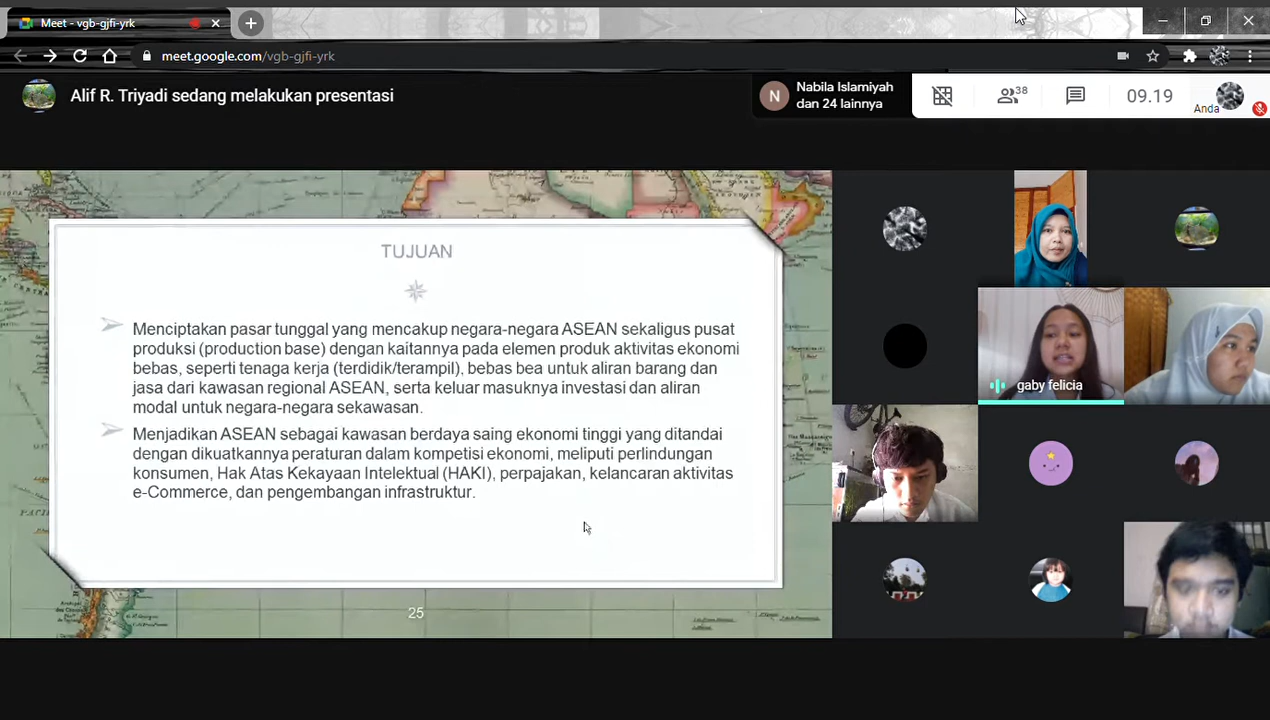 Meet - vgb-gjfi-yrk
meet.google.com/vgb-gjfi-yrk
Alif R. Triyadi sedang melakukan presentasi
N
Nabila Islamiyah
dan 24 lainnya
38
09.19
Anda
TUJUAN
Menciptakan pasar tunggal yang mencakup negara-negara ASEAN sekaligus pusat
produksi (production base) dengan kaitannya pada elemen produk aktivitas ekonomi
bebas, seperti tenaga kerja (terdidik/terampil), bebas bea untuk aliran barang dan
jasa dari kawasan regional ASEAN, serta keluar masuknya investasi dan aliran
modal untuk negara-negara sekawasan.
Menjadikan ASEAN sebagai kawasan berdaya saing ekonomi tinggi yang ditandai
dengan dikuatkannya peraturan dalam kompetisi ekonomi, meliputi perlindungan
konsumen, Hak Atas Kekayaan Intelektual (HAKI), perpajakan, kelancaran aktivitas
e-Commerce, dan pengembangan infrastruktur.
25
gaby felicia